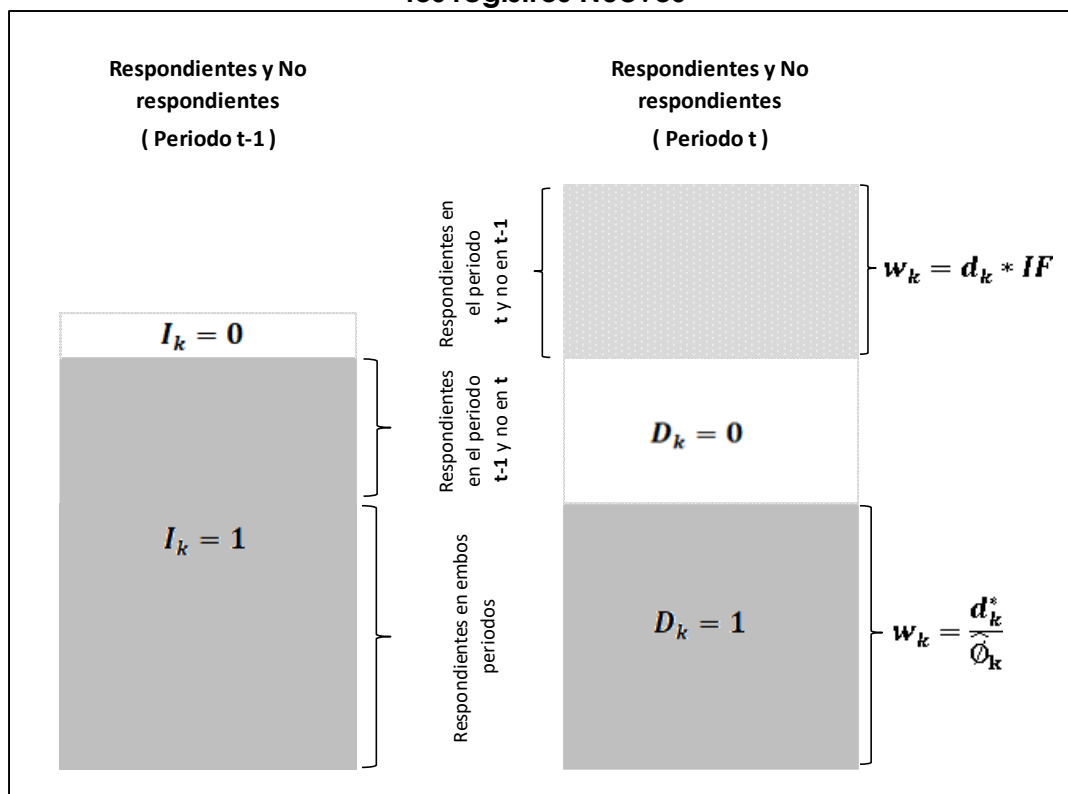 Respondientes y No
respondientes
( Periodo t-1 )
Respondientes y No
respondientes
( Periodo t )
I_k = 0
I_k = 1
Respondientes en
el periodo
t y no en t-1
Respondientes
en el periodo
t-1 y no en t
Respondientes en embos
periodos
D_k = 0
D_k = 1
w_k = d_k * IF
w_k = d_k^* / \hat{Ø}_k